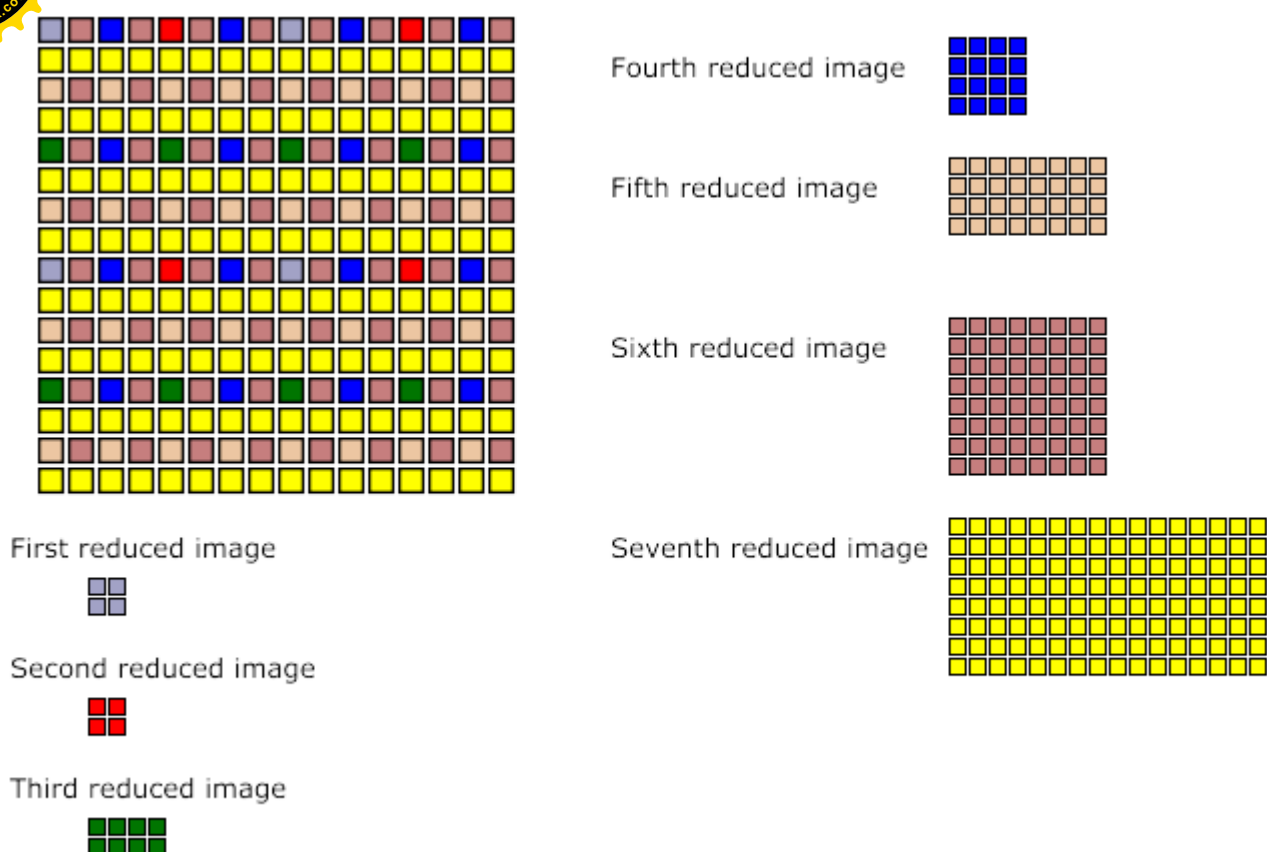 First reduced image
Second reduced image
Third reduced image
Fourth reduced image
Fifth reduced image
Sixth reduced image
Seventh reduced image